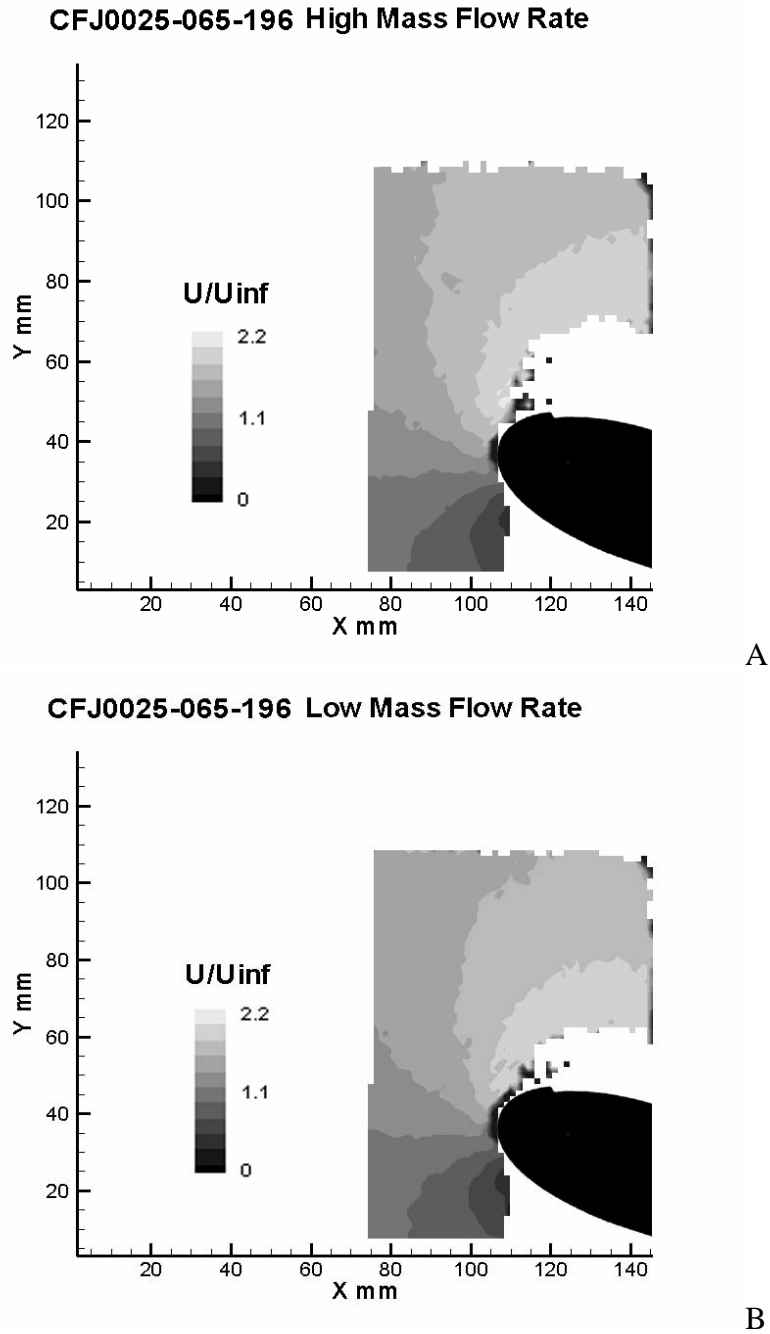 CFJ0025-065-196 High Mass Flow Rate
120
100
80
60
40
20
Y mm
U/Uinf
2.2
1.1
0
20 40 60 80 100 120 140
X mm
A
CFJ0025-065-196 Low Mass Flow Rate
120
100
80
60
40
20
Y mm
U/Uinf
2.2
1.1
0
20 40 60 80 100 120 140
X mm
B